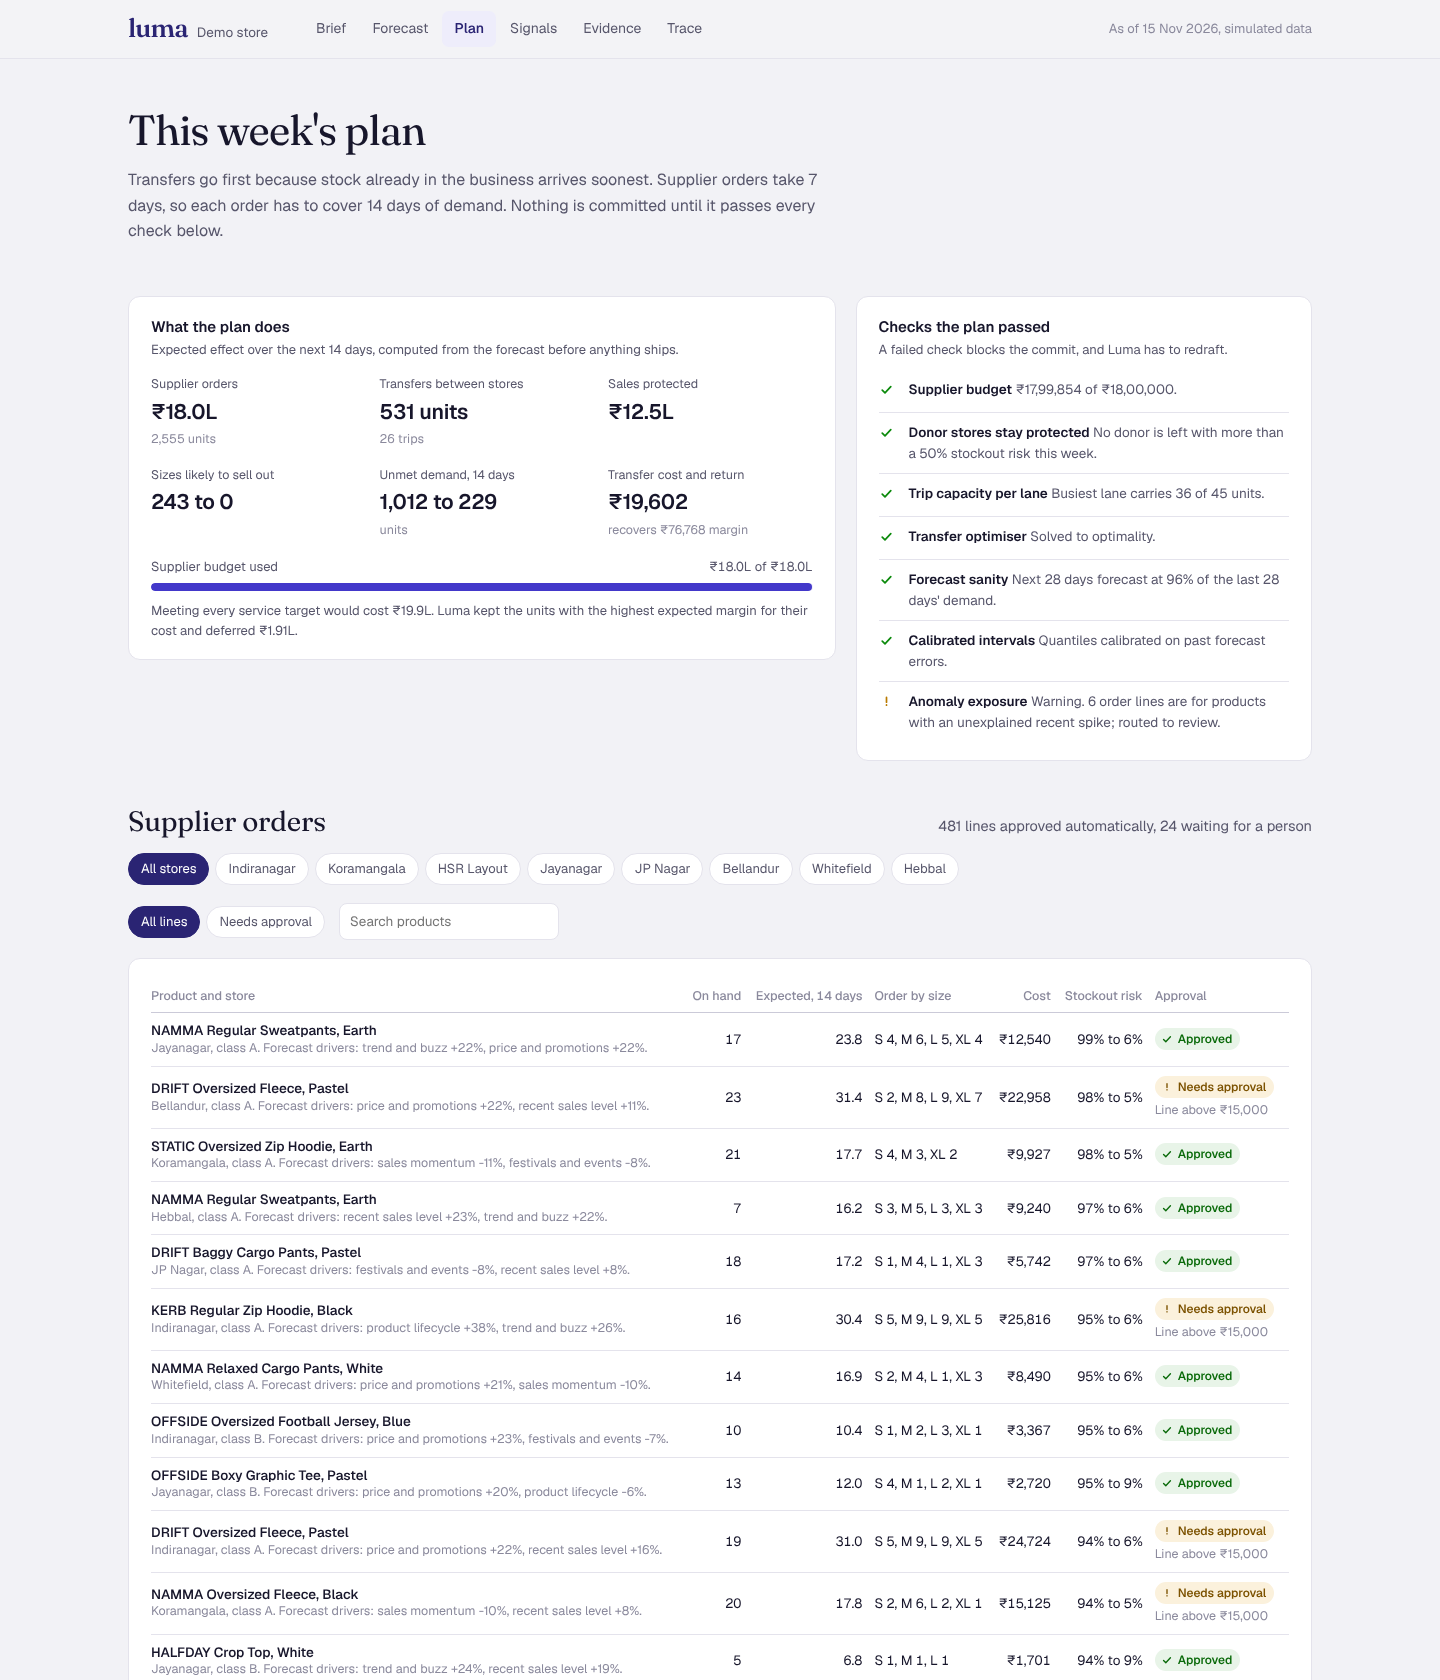 luma Demo store Brief Forecast Plan Signals Evidence Trace As of 15 Nov 2026, simulated data
This week's plan
Transfers go first because stock already in the business arrives soonest. Supplier orders take 7
days, so each order has to cover 14 days of demand. Nothing is committed until it passes every
check below.
What the plan does
Expected effect over the next 14 days, computed from the forecast before anything ships.
Supplier orders Transfers between stores Sales protected
₹18.0L 531 units ₹12.5L
2,555 units 26 trips
Sizes likely to sell out Unmet demand, 14 days Transfer cost and return
243 to 0 1,012 to 229 ₹19,602
units recovers ₹76,768 margin
Supplier budget used ₹18.0L of ₹18.0L
Meeting every service target would cost ₹19.9L. Luma kept the units with the highest expected margin for their
cost and deferred ₹1.91L.
Checks the plan passed
A failed check blocks the commit, and Luma has to redraft.
Supplier budget ₹17,99,854 of ₹18,00,000.
Donor stores stay protected No donor is left with more than
a 50% stockout risk this week.
Trip capacity per lane Busiest lane carries 36 of 45 units.
Transfer optimiser Solved to optimality.
Forecast sanity Next 28 days forecast at 96% of the last 28
days' demand.
Calibrated intervals Quantiles calibrated on past forecast
errors.
! Anomaly exposure Warning. 6 order lines are for products
with an unexplained recent spike; routed to review.
Supplier orders 481 lines approved automatically, 24 waiting for a person
All stores Indiranagar Koramangala HSR Layout Jayanagar JP Nagar Bellandur Whitefield Hebbal
All lines Needs approval Search products
Product and store On hand Expected, 14 days Order by size Cost Stockout risk Approval
NAMMA Regular Sweatpants, Earth
Jayanagar, class A. Forecast drivers: trend and buzz +22%, price and promotions +22%.
17 23.8 S 4, M 6, L 5, XL 4 ₹12,540 99% to 6% Approved
DRIFT Oversized Fleece, Pastel
Bellandur, class A. Forecast drivers: price and promotions +22%, recent sales level +11%.
23 31.4 S 2, M 8, L 9, XL 7 ₹22,958 98% to 5% ! Needs approval
Line above ₹15,000
STATIC Oversized Zip Hoodie, Earth
Koramangala, class A. Forecast drivers: sales momentum -11%, festivals and events -8%.
21 17.7 S 4, M 3, XL 2 ₹9,927 98% to 5% Approved
NAMMA Regular Sweatpants, Earth
Hebbal, class A. Forecast drivers: recent sales level +23%, trend and buzz +22%.
7 16.2 S 3, M 5, L 3, XL 3 ₹9,240 97% to 6% Approved
DRIFT Baggy Cargo Pants, Pastel
JP Nagar, class A. Forecast drivers: festivals and events -8%, recent sales level +8%.
18 17.2 S 1, M 4, L 1, XL 3 ₹5,742 97% to 6% Approved
KERB Regular Zip Hoodie, Black
Indiranagar, class A. Forecast drivers: product lifecycle +38%, trend and buzz +26%.
16 30.4 S 5, M 9, L 9, XL 5 ₹25,816 95% to 6% ! Needs approval
Line above ₹15,000
NAMMA Relaxed Cargo Pants, White
Whitefield, class A. Forecast drivers: price and promotions +21%, sales momentum -10%.
14 16.9 S 2, M 4, L 1, XL 3 ₹8,490 95% to 6% Approved
OFFSIDE Oversized Football Jersey, Blue
Indiranagar, class B. Forecast drivers: price and promotions +23%, festivals and events -7%.
10 10.4 S 1, M 2, L 3, XL 1 ₹3,367 95% to 6% Approved
OFFSIDE Boxy Graphic Tee, Pastel
Jayanagar, class B. Forecast drivers: price and promotions +20%, product lifecycle -6%.
13 12.0 S 4, M 1, L 2, XL 1 ₹2,720 95% to 9% Approved
DRIFT Oversized Fleece, Pastel
Indiranagar, class A. Forecast drivers: price and promotions +22%, recent sales level +16%.
19 31.0 S 5, M 9, L 9, XL 5 ₹24,724 94% to 6% ! Needs approval
Line above ₹15,000
NAMMA Oversized Fleece, Black
Koramangala, class A. Forecast drivers: sales momentum -10%, recent sales level +8%.
20 17.8 S 2, M 6, L 2, XL 1 ₹15,125 94% to 5% ! Needs approval
Line above ₹15,000
HALFDAY Crop Top, White
Jayanagar, class B. Forecast drivers: trend and buzz +24%, recent sales level +19%.
5 6.8 S 1, M 1, L 1 ₹1,701 94% to 9% Approved